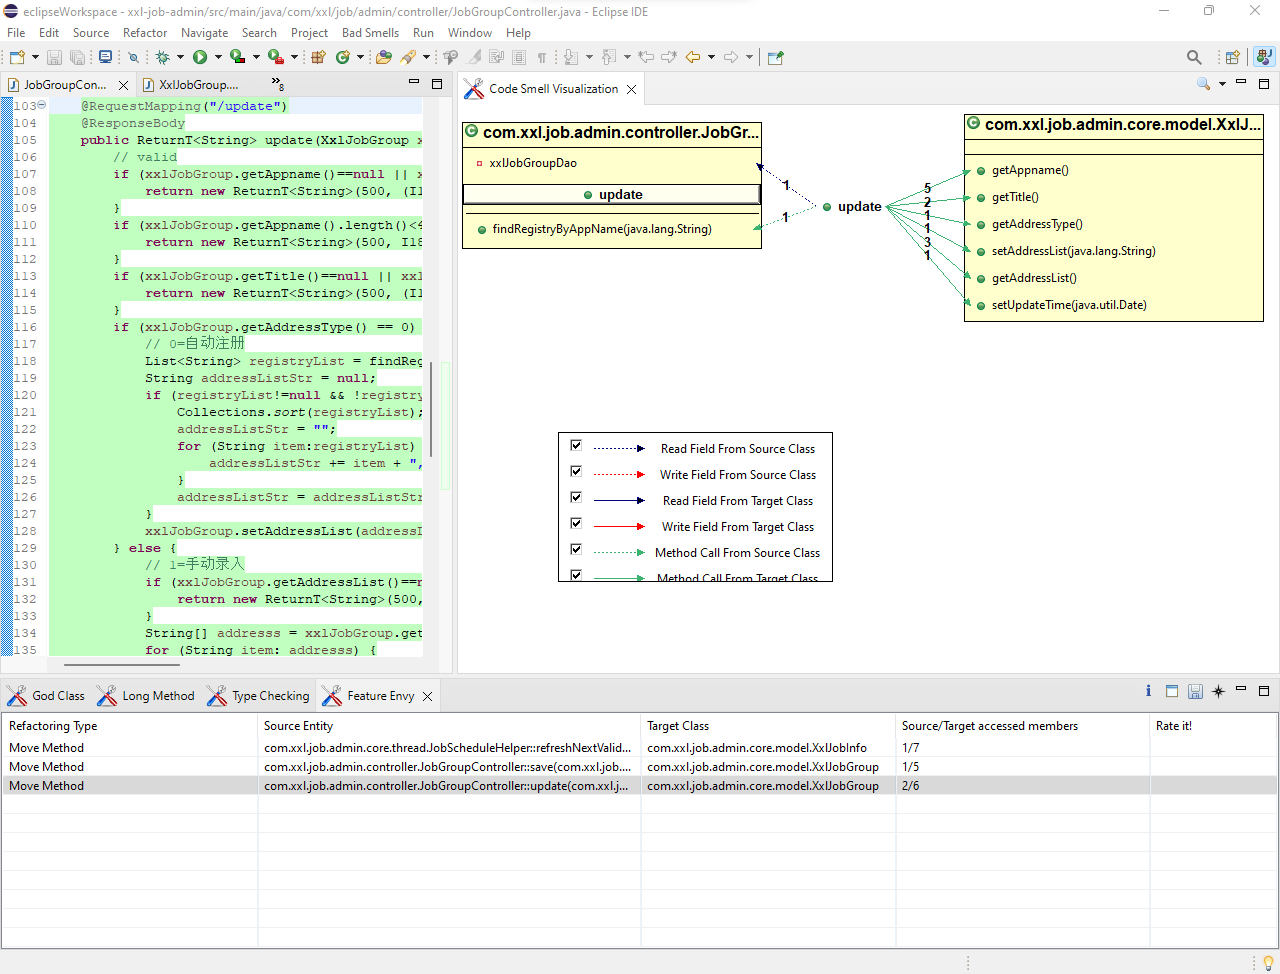 eclipseWorkspace - xxl-job-admin/src/main/java/com/xxl/job/admin/controller/JobGroupController.java - Eclipse IDE
File Edit Source Refactor Navigate Search Project Bad Smells Run Window Help
JobGroupCon... XxlJobGroup.... 8
103 @RequestMapping("/update")
104 @ResponseBody
105 public ReturnT<String> update(XxlJobGroup x
106 // valid
107 if (xxlJobGroup.getAppname()==null || x
108 return new ReturnT<String>(500, (I1
109 }
110 if (xxlJobGroup.getAppname().length()<4
111 return new ReturnT<String>(500, I18
112 }
113 if (xxlJobGroup.getTitle()==null || xxl
114 return new ReturnT<String>(500, (I1
115 }
116 if (xxlJobGroup.getAddressType() == 0)
117 // 0=自动注册
118 List<String> registryList = findReg
119 String addressListStr = null;
120 if (registryList!=null && !registry
121 Collections.sort(registryList);
122 addressListStr = "";
123 for (String item:registryList)
124 addressListStr += item + ",
125 }
126 addressListStr = addressListStr
127 }
128 xxlJobGroup.setAddressList(addressL
129 } else {
130 // 1=手动录入
131 if (xxlJobGroup.getAddressList()==n
132 return new ReturnT<String>(500,
133 }
134 String[] addresss = xxlJobGroup.get
135 for (String item: addresss) {
Code Smell Visualization
com.xxl.job.admin.controller.JobGr...
xxlJobGroupDao
update
findRegistryByAppName(java.lang.String)
1
1
update
5
2
1
1
3
1
com.xxl.job.admin.core.model.XxlJ...
getAppname()
getTitle()
getAddressType()
setAddressList(java.lang.String)
getAddressList()
setUpdateTime(java.util.Date)
Read Field From Source Class
Write Field From Source Class
Read Field From Target Class
Write Field From Target Class
Method Call From Source Class
Method Call From Target Class
God Class Long Method Type Checking Feature Envy
Refactoring Type Source Entity Target Class Source/Target accessed members Rate it!
Move Method com.xxl.job.admin.core.thread.JobScheduleHelper::refreshNextValid... com.xxl.job.admin.core.model.XxlJobInfo 1/7
Move Method com.xxl.job.admin.controller.JobGroupController::save(com.xxl.job.... com.xxl.job.admin.core.model.XxlJobGroup 1/5
Move Method com.xxl.job.admin.controller.JobGroupController::update(com.xxl.j... com.xxl.job.admin.core.model.XxlJobGroup 2/6